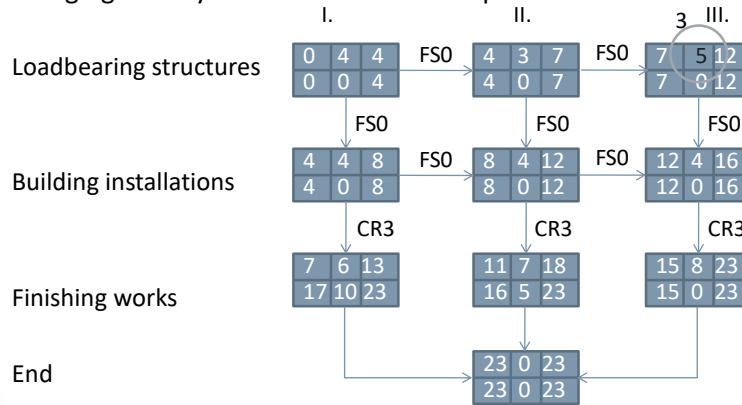 I. II. 3 III.
0 4 4 FS0 4 3 7 FS0 7 5 12
Loadbearing structures
0 0 4 4 0 7 7 0 12
FS0 FS0 FS0
4 4 8 FS0 8 4 12 FS0 12 4 16
Building installations
4 0 8 8 0 12 12 0 16
CR3 CR3 CR3
7 6 13 11 7 18 15 8 23
Finishing works
17 10 23 16 5 23 15 0 23
23 0 23
End
23 0 23